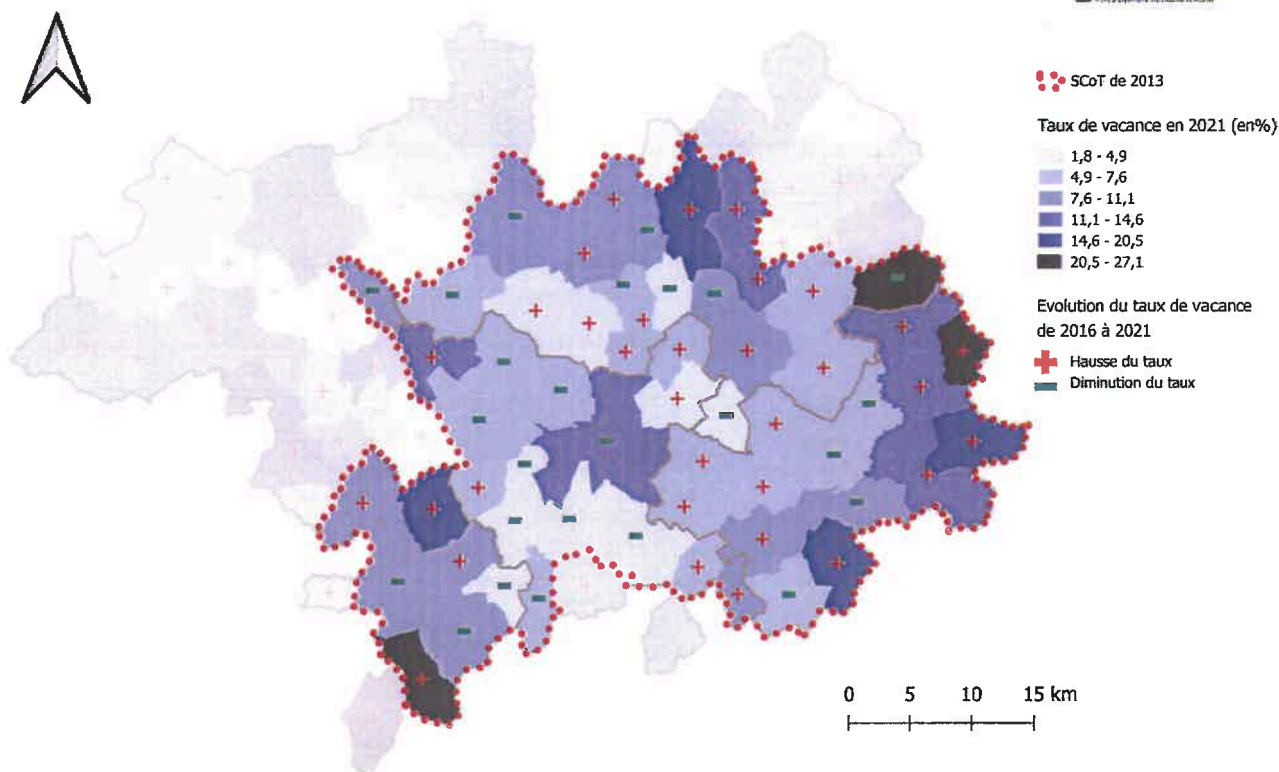 SCoT de 2013
Taux de vacance en 2021 (en%)
1,8 - 4,9
4,9 - 7,6
7,6 - 11,1
11,1 - 14,6
14,6 - 20,5
20,5 - 27,1
Evolution du taux de vacance
de 2016 à 2021
Hausse du taux
Diminution du taux
0 5 10 15 km